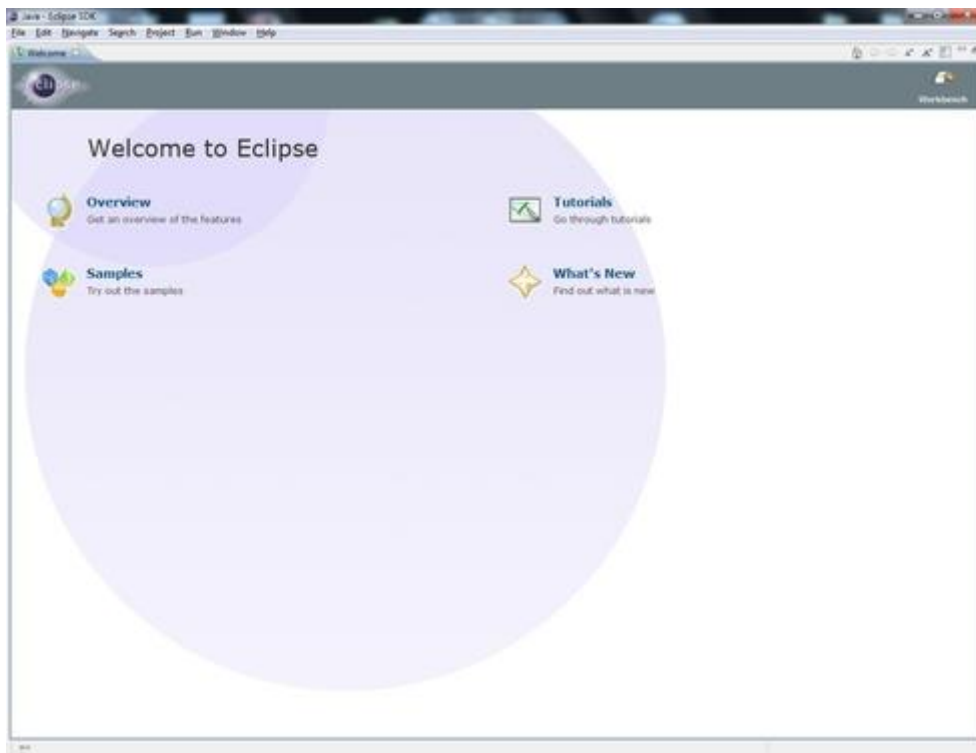 Java - Eclipse SDK
File Edit Navigate Search Project Run Window Help
Welcome
eclipse
Workbench
Welcome to Eclipse
Overview
Get an overview of the features
Tutorials
Go through tutorials
Samples
Try out the samples
What's New
Find out what is new